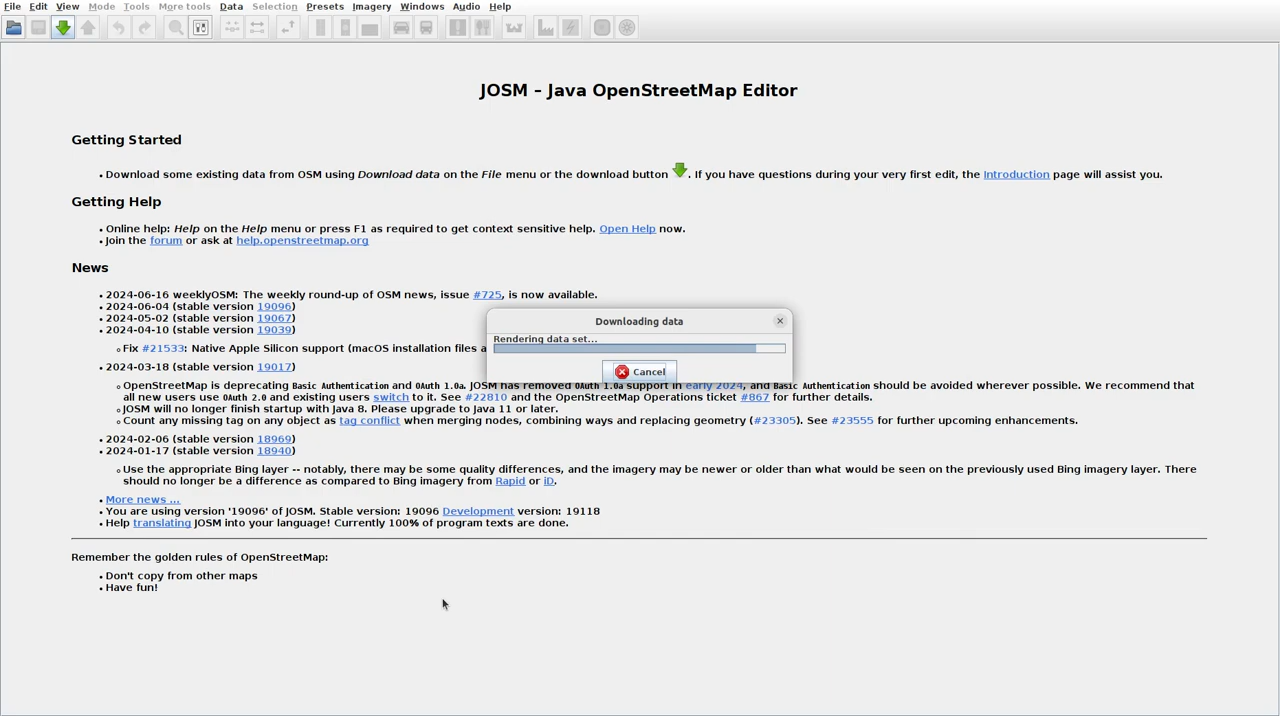 File Edit View Mode Tools More tools Data Selection Presets Imagery Windows Audio Help
JOSM – Java OpenStreetMap Editor
Getting Started
Download some existing data from OSM using Download data on the File menu or the download button . If you have questions during your very first edit, the Introduction page will assist you.
Getting Help
Online help: Help on the Help menu or press F1 as required to get context sensitive help. Open Help now.
Join the forum or ask at help.openstreetmap.org
News
2024-06-16 weeklyOSM: The weekly round-up of OSM news, issue #725, is now available.
2024-06-04 (stable version 19096)
2024-05-02 (stable version 19067)
2024-04-10 (stable version 19039)
Downloading data
Rendering data set...
Fix #21533: Native Apple Silicon support (macOS installation files a
2024-03-18 (stable version 19017)
Cancel
OpenStreetMap is deprecating Basic Authentication and OAuth 1.0a. JOSM has removed OAuth 1.0a support in early 2024, and Basic Authentication should be avoided wherever possible. We recommend that
all new users use OAuth 2.0 and existing users switch to it. See #22810 and the OpenStreetMap Operations ticket #867 for further details.
JOSM will no longer finish startup with Java 8. Please upgrade to Java 11 or later.
Count any missing tag on any object as tag conflict when merging nodes, combining ways and replacing geometry (#23305). See #23555 for further upcoming enhancements.
2024-02-06 (stable version 18969)
2024-01-17 (stable version 18940)
Use the appropriate Bing layer -- notably, there may be some quality differences, and the imagery may be newer or older than what would be seen on the previously used Bing imagery layer. There
should no longer be a difference as compared to Bing imagery from Rapid or iD.
More news ...
You are using version '19096' of JOSM. Stable version: 19096 Development version: 19118
Help translating JOSM into your language! Currently 100% of program texts are done.
Remember the golden rules of OpenStreetMap:
Don't copy from other maps
Have fun!